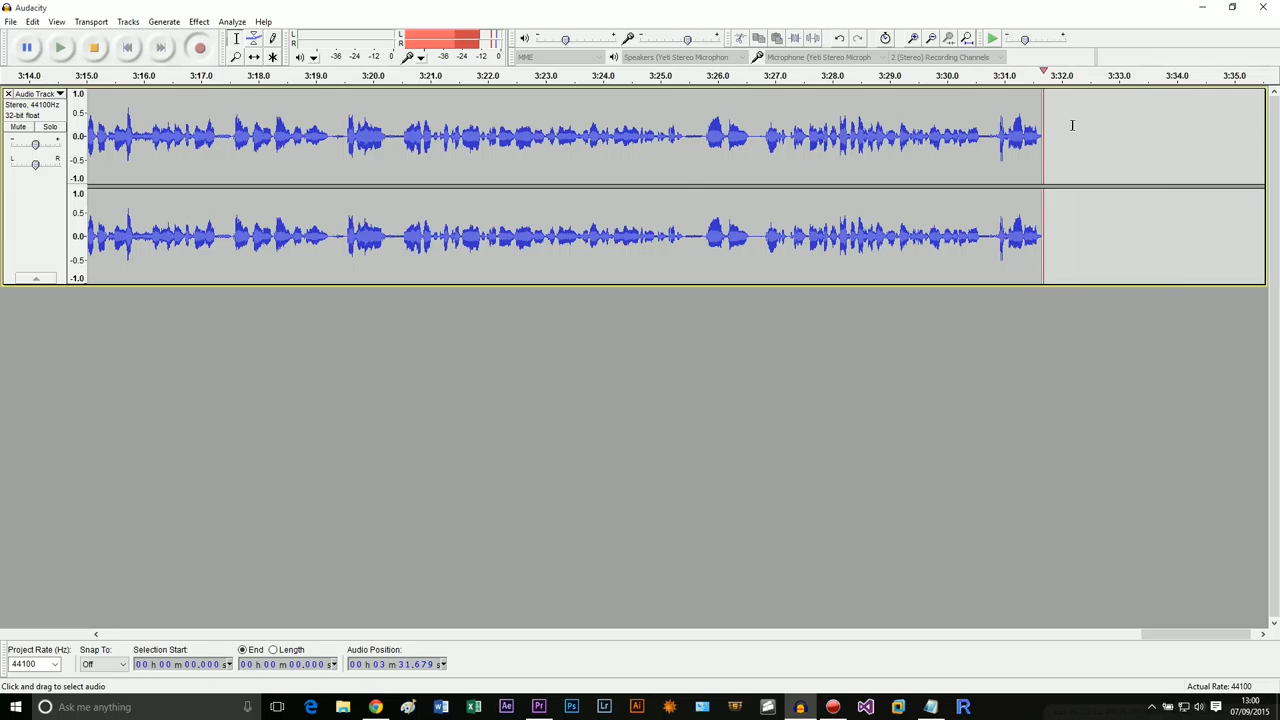 Audacity
File Edit View Transport Tracks Generate Effect Analyze Help
L R L R -36 -24 -12 0 -36 -24 -12 0
MME Speakers (Yeti Stereo Microphon Microphone (Yeti Stereo Microph 2 (Stereo) Recording Channels
3:14.0 3:15.0 3:16.0 3:17.0 3:18.0 3:19.0 3:20.0 3:21.0 3:22.0 3:23.0 3:24.0 3:25.0 3:26.0 3:27.0 3:28.0 3:29.0 3:30.0 3:31.0 3:32.0 3:33.0 3:34.0 3:35.0
Audio Track
Stereo, 44100Hz
32-bit float
Mute Solo
- +
L R
1.0
0.5
0.0
-0.5
-1.0
1.0
0.5
0.0
-0.5
-1.0
Project Rate (Hz): Snap To: Selection Start: End Length Audio Position:
44100 Off 00 h 00 m 00.000 s 00 h 00 m 00.000 s 00 h 03 m 31.679 s
Click and drag to select audio Actual Rate: 44100
Ask me anything
13:00
07/09/2015